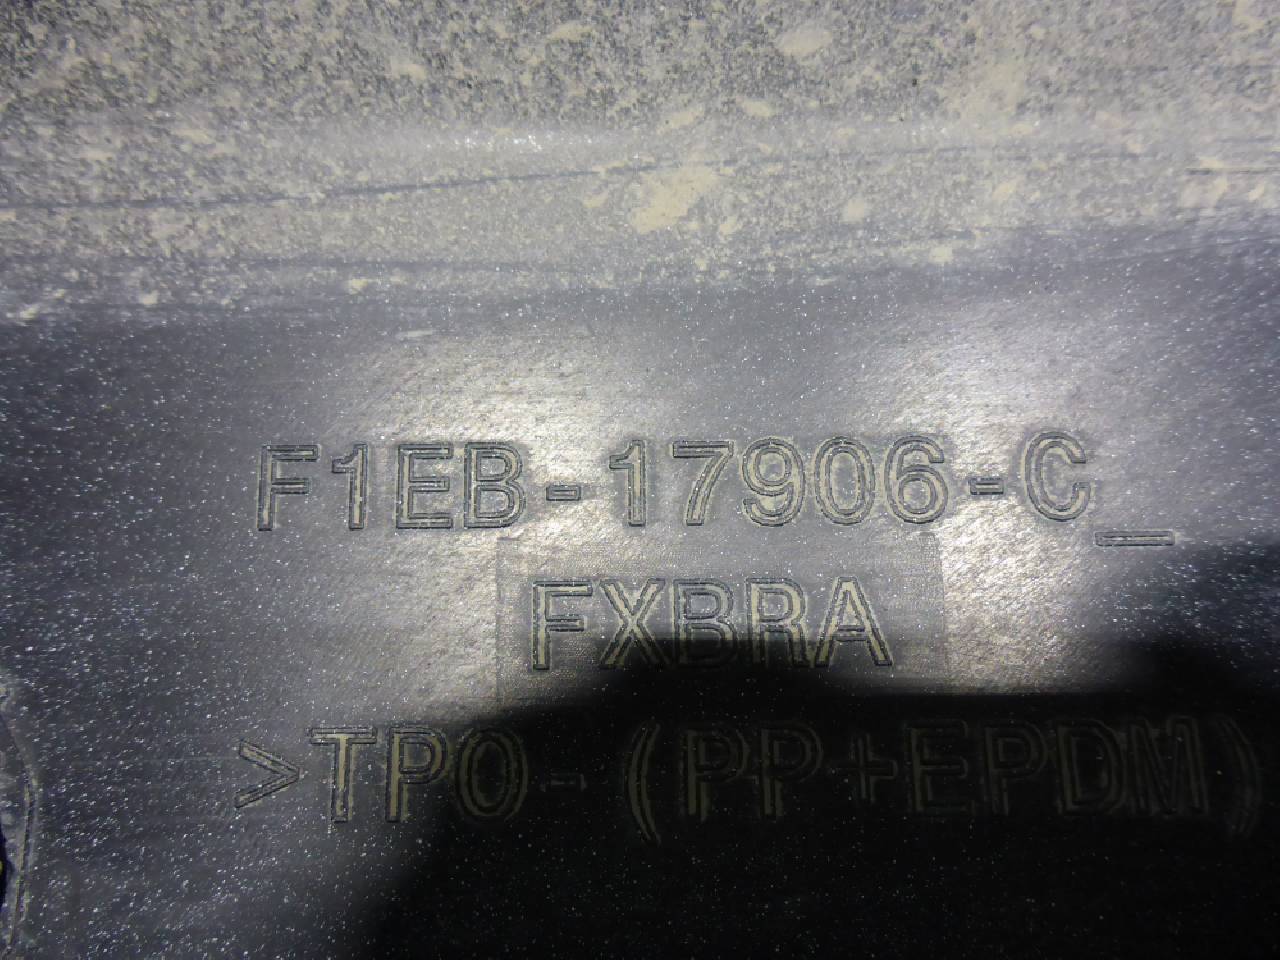 F1EB-17906-C_
FXBRA
>TPO-(PP+EPDM)